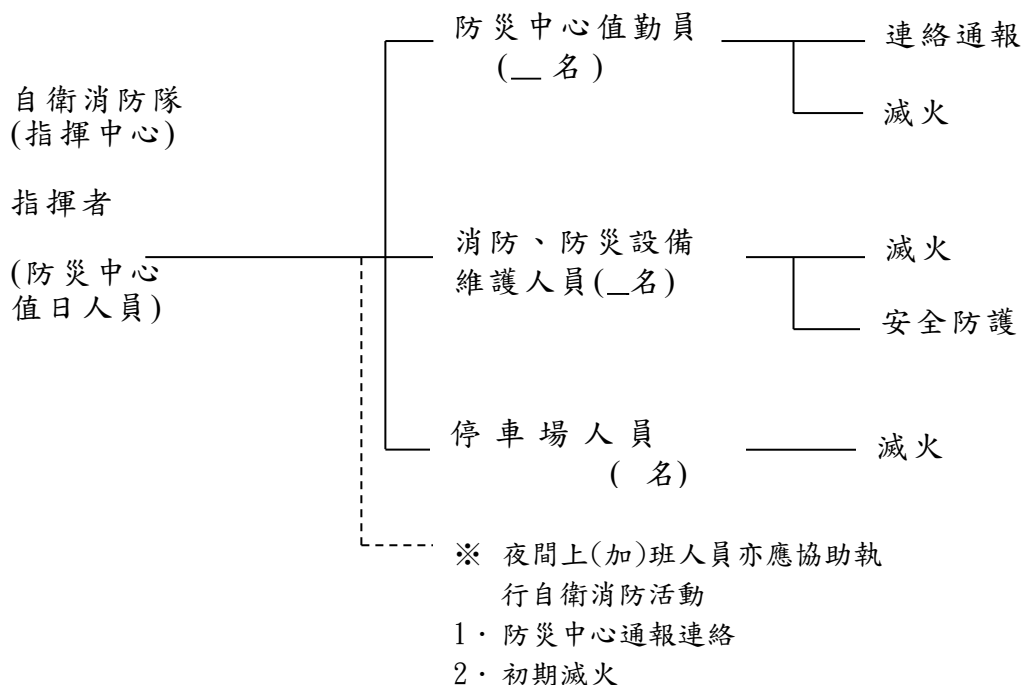 自衛消防隊
(指揮中心)
指揮者
(防災中心
值日人員)
防災中心值勤員
(__ 名)
連絡通報
滅火
消防、防災設備
維護人員(__名)
滅火
安全防護
停車場人員
( 名)
滅火
※ 夜間上(加)班人員亦應協助執
行自衛消防活動
1．防災中心通報連絡
2．初期滅火